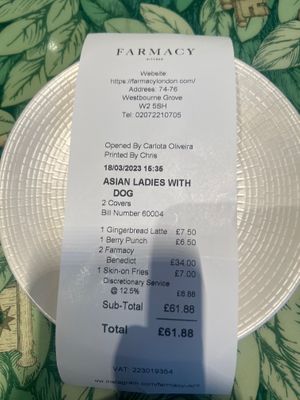 FARMACY
KITCHEN
Website:
https://farmacylondon.com/
Address: 74-76
Westbourne Grove
W2 5SH
Tel: 02072210705
Opened By Carlota Oliveira
Printed By Chris
18/03/2023 15:35
ASIAN LADIES WITH
DOG
2 Covers
Bill Number 60004
1 Gingerbread Latte £7.50
1 Berry Punch £6.50
2 Farmacy
Benedict £34.00
1 Skin-on Fries £7.00
Discretionary Service
@ 12.5% £6.88
Sub-Total £61.88
Total £61.88
VAT: 223019354